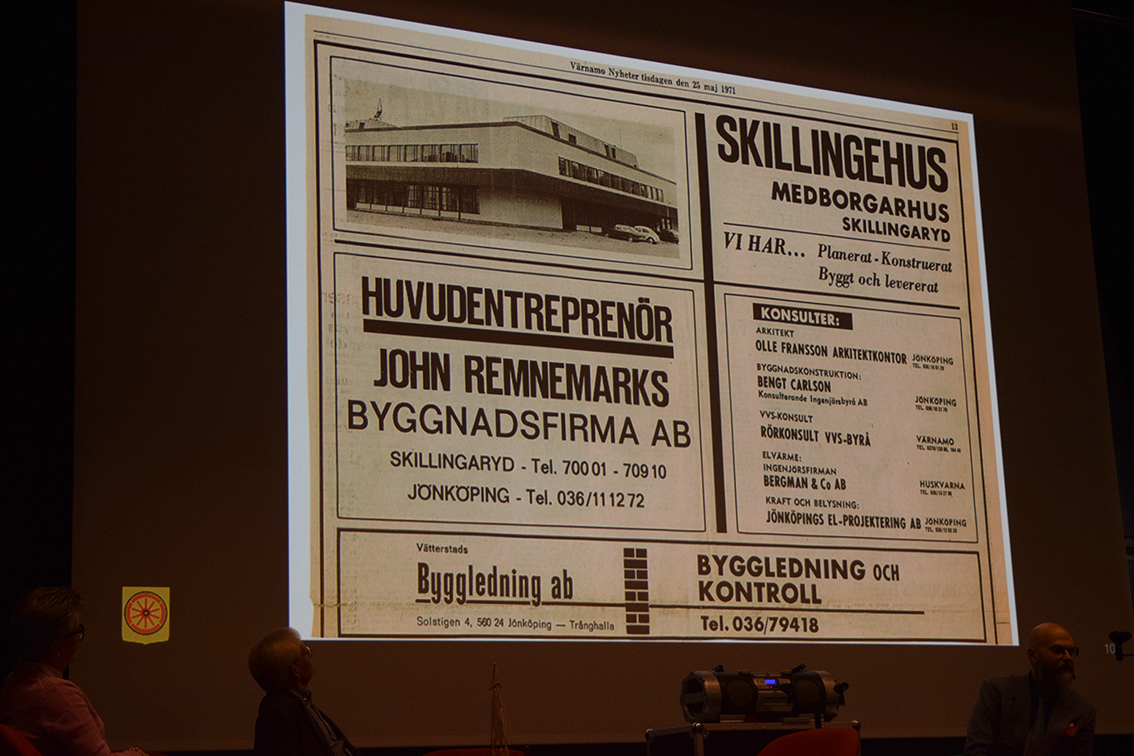 Värnamo Nyheter tisdagen den 25 maj 1971
13
SKILLINGEHUS
MEDBORGARHUS
SKILLINGARYD
VI HAR... Planerat - Konstruerat
Byggt och levererat
HUVUDENTREPRENÖR
JOHN REMNEMARKS
BYGGNADSFIRMA AB
SKILLINGARYD - Tel. 700 01 - 709 10
JÖNKÖPING - Tel. 036/11 12 72
KONSULTER:
ARKITEKT
OLLE FRANSSON ARKITEKTKONTOR JÖNKÖPING
BYGGNADSKONSTRUKTION:
BENGT CARLSON
Konsulterande Ingenjörsbyrå AB JÖNKÖPING
VVS-KONSULT
RÖRKONSULT VVS-BYRÅ VÄRNAMO
ELVÄRME:
INGENJÖRSFIRMAN
BERGMAN & Co AB HUSKVARNA
KRAFT OCH BELYSNING:
JÖNKÖPINGS EL-PROJEKTERING AB JÖNKÖPING
Vätterstads
Byggledning ab
Solstigen 4, 560 24 Jönköping — Trånghalla
BYGGLEDNING OCH
KONTROLL
Tel. 036/79418
10